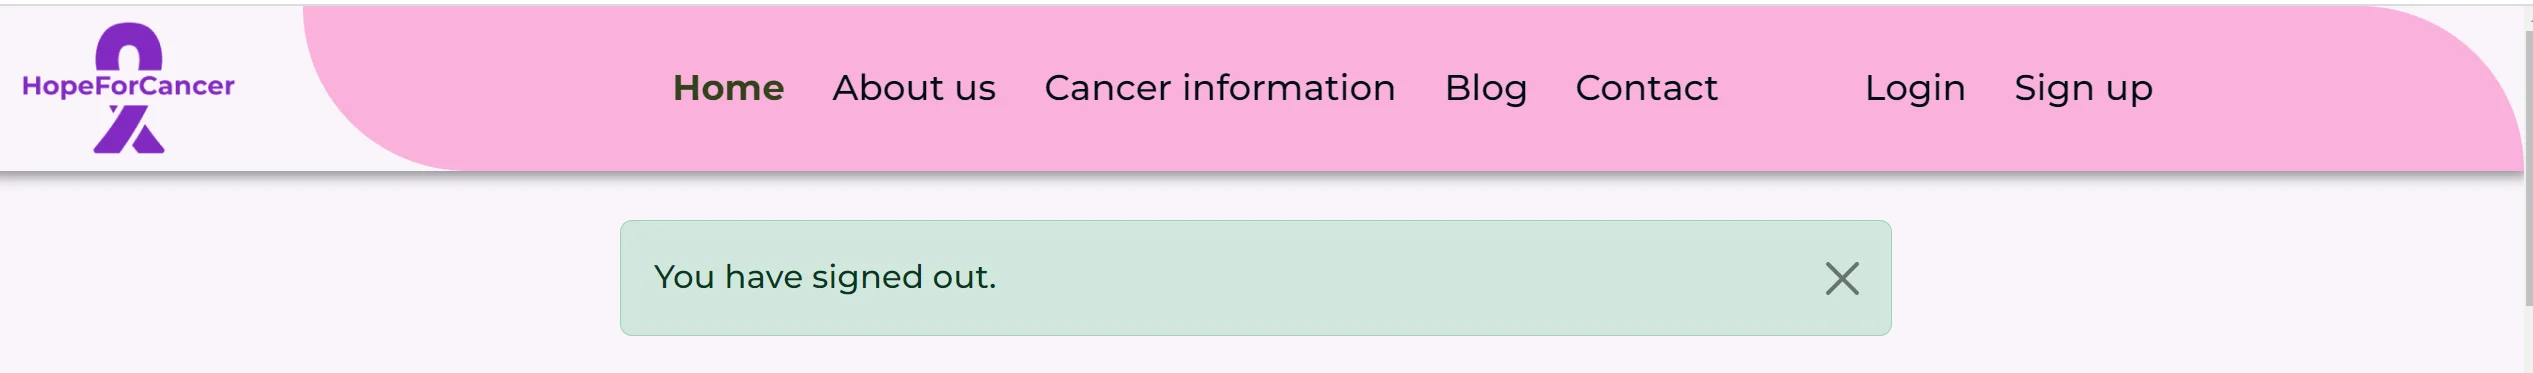 HopeForCancer
Home About us Cancer information Blog Contact Login Sign up
You have signed out.